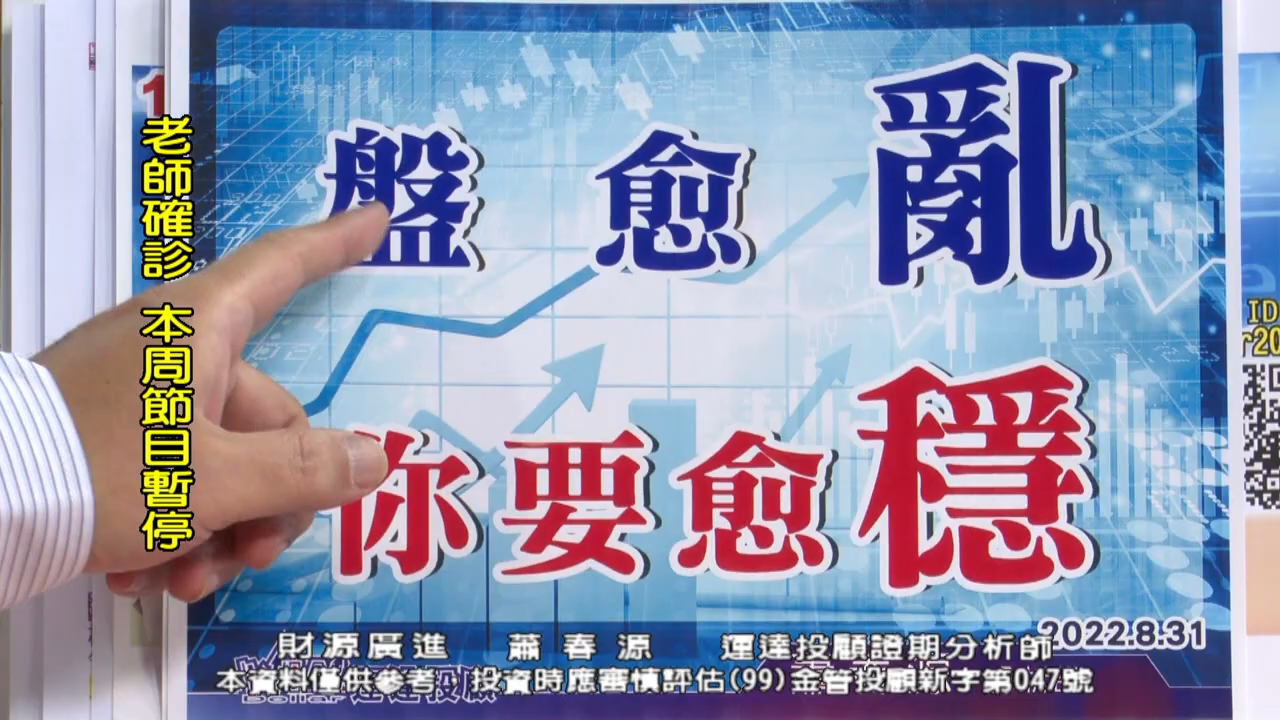 盤愈亂
你要愈穩
老師確診 本周節目暫停
2022.8.31
財源廣進 蕭春源 運達投顧證期分析師
本資料僅供參考,投資時應審慎評估(99)金管投顧新字第047號
ID
1